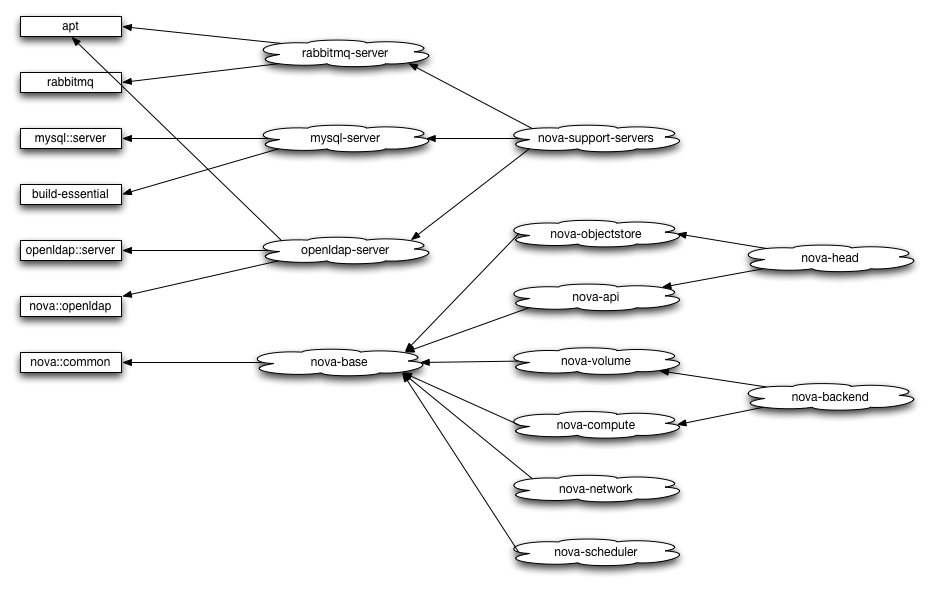 apt
rabbitmq-server
rabbitmq
mysql::server
mysql-server
nova-support-servers
build-essential
openldap::server
openldap-server
nova-objectstore
nova-head
nova-api
nova::openldap
nova::common
nova-base
nova-volume
nova-backend
nova-compute
nova-network
nova-scheduler